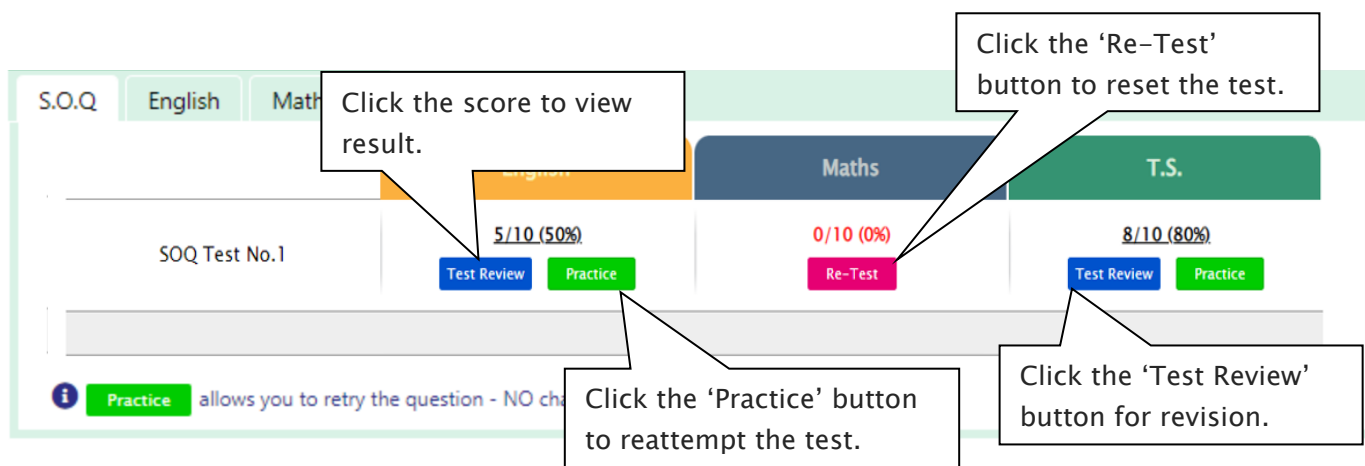 Click the ‘Re-Test’
button to reset the test.
S.O.Q English Math
Click the score to view
result.
English Maths T.S.
SOQ Test No.1
5/10 (50%) 0/10 (0%) 8/10 (80%)
Test Review Practice Re-Test Test Review Practice
Practice allows you to retry the question - NO
Click the ‘Practice’ button
to reattempt the test.
Click the ‘Test Review’
button for revision.